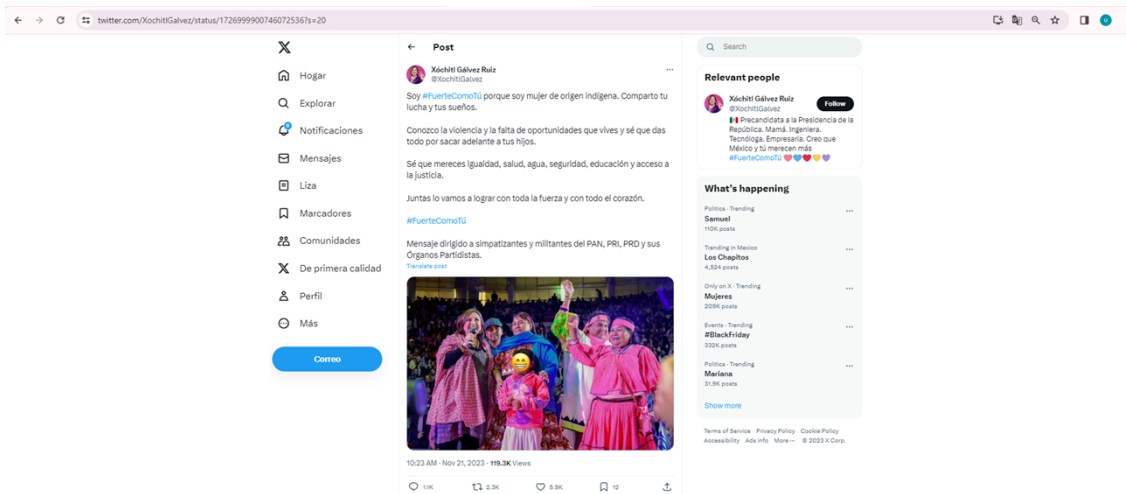 twitter.com/XochitlGalvez/status/1726999900746072536?s=20
Hogar
Explorar
Notificaciones
Mensajes
Liza
Marcadores
Comunidades
De primera calidad
Perfil
Más
Correo
Post
Xóchitl Gálvez Ruiz
@XochitlGalvez
Soy #FuerteComoTú porque soy mujer de origen indígena. Comparto tu
lucha y tus sueños.
Conozco la violencia y la falta de oportunidades que vives y sé que das
todo por sacar adelante a tus hijos.
Sé que mereces igualdad, salud, agua, seguridad, educación y acceso a
la justicia.
Juntas lo vamos a lograr con toda la fuerza y con todo el corazón.
#FuerteComoTú
Mensaje dirigido a simpatizantes y militantes del PAN, PRI, PRD y sus
Órganos Partidistas.
Translate post
10:23 AM · Nov 21, 2023 · 119.3K Views
1.1K 2.3K 5.9K 12
Search
Relevant people
Xóchitl Gálvez Ruiz
@XochitlGalvez
Follow
Precandidata a la Presidencia de la
República. Mamá. Ingeniera.
Tecnóloga. Empresaria. Creo que
México y tú merecen más
#FuerteComoTú
What's happening
Politics · Trending
Samuel
110K posts
Trending in Mexico
Los Chapitos
4,824 posts
Only on X · Trending
Mujeres
209K posts
Events · Trending
#BlackFriday
332K posts
Politics · Trending
Mariana
31.9K posts
Show more
Terms of Service Privacy Policy Cookie Policy
Accessibility Ads info More ··· © 2023 X Corp.